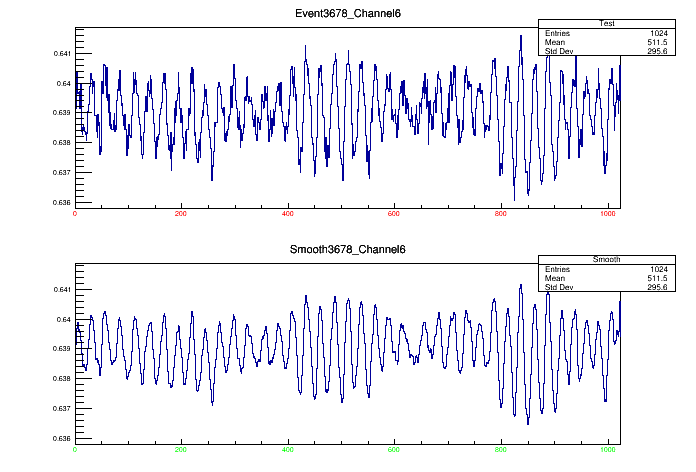 Event3678_Channel6
Test
Entries 1024
Mean 511.5
Std Dev 295.6
0.641
0.64
0.639
0.638
0.637
0.636
0 200 400 600 800 1000
Smooth3678_Channel6
Smooth
Entries 1024
Mean 511.5
Std Dev 295.6
0.641
0.64
0.639
0.638
0.637
0.636
0 200 400 600 800 1000